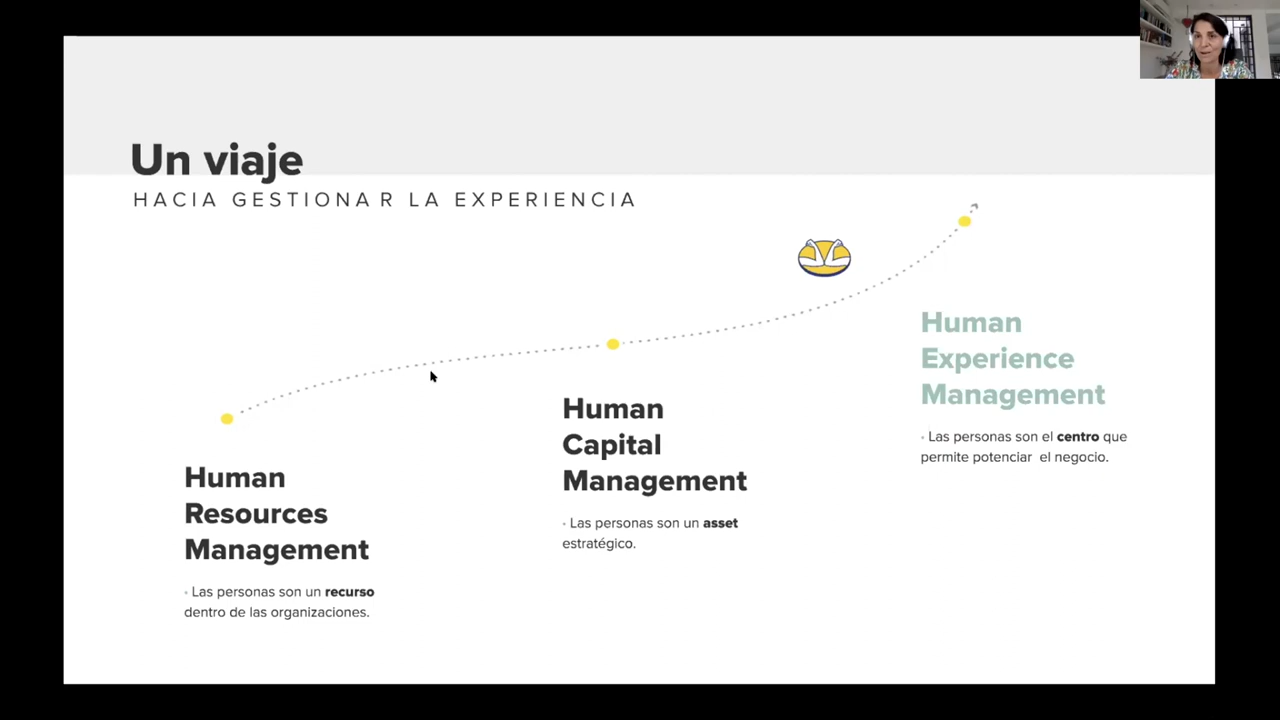 Un viaje
HACIA GESTIONAR LA EXPERIENCIA
Human
Resources
Management
• Las personas son un recurso
dentro de las organizaciones.
Human
Capital
Management
• Las personas son un asset
estratégico.
Human
Experience
Management
• Las personas son el centro que
permite potenciar el negocio.